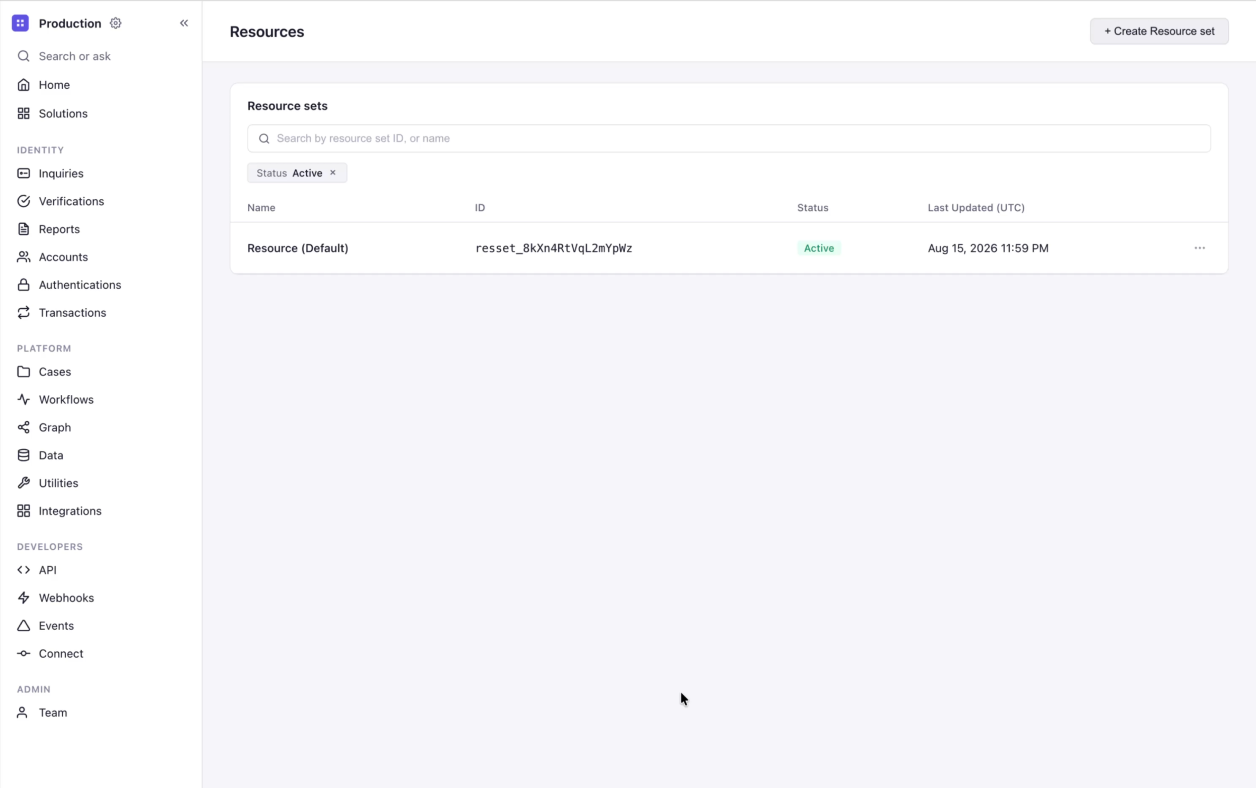 Production
Search or ask
Home
Solutions
IDENTITY
Inquiries
Verifications
Reports
Accounts
Authentications
Transactions
PLATFORM
Cases
Workflows
Graph
Data
Utilities
Integrations
DEVELOPERS
API
Webhooks
Events
Connect
ADMIN
Team
Resources
+ Create Resource set
Resource sets
Search by resource set ID, or name
Status Active ×
Name ID Status Last Updated (UTC)
Resource (Default) resset_8kXn4RtVqL2mYpWz Active Aug 15, 2026 11:59 PM